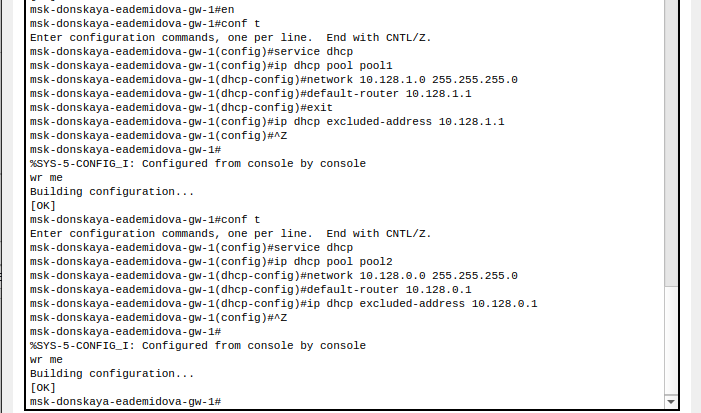 msk-donskaya-eademidova-gw-1#en
msk-donskaya-eademidova-gw-1#conf t
Enter configuration commands, one per line.  End with CNTL/Z.
msk-donskaya-eademidova-gw-1(config)#service dhcp
msk-donskaya-eademidova-gw-1(config)#ip dhcp pool pool1
msk-donskaya-eademidova-gw-1(dhcp-config)#network 10.128.1.0 255.255.255.0
msk-donskaya-eademidova-gw-1(dhcp-config)#default-router 10.128.1.1
msk-donskaya-eademidova-gw-1(dhcp-config)#exit
msk-donskaya-eademidova-gw-1(config)#ip dhcp excluded-address 10.128.1.1
msk-donskaya-eademidova-gw-1(config)#^Z
msk-donskaya-eademidova-gw-1#
%SYS-5-CONFIG_I: Configured from console by console
wr me
Building configuration...
[OK]
msk-donskaya-eademidova-gw-1#conf t
Enter configuration commands, one per line.  End with CNTL/Z.
msk-donskaya-eademidova-gw-1(config)#service dhcp
msk-donskaya-eademidova-gw-1(config)#ip dhcp pool pool2
msk-donskaya-eademidova-gw-1(dhcp-config)#network 10.128.0.0 255.255.255.0
msk-donskaya-eademidova-gw-1(dhcp-config)#default-router 10.128.0.1
msk-donskaya-eademidova-gw-1(dhcp-config)#ip dhcp excluded-address 10.128.0.1
msk-donskaya-eademidova-gw-1(config)#^Z
msk-donskaya-eademidova-gw-1#
%SYS-5-CONFIG_I: Configured from console by console
wr me
Building configuration...
[OK]
msk-donskaya-eademidova-gw-1#